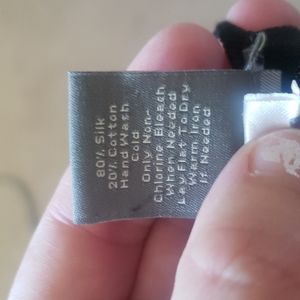 80% Silk
20% Cotton
Hand Wash
Cold
Only Non-
Chlorine Bleach
When Needed
Lay Flat To Dry
Warm Iron
If Needed